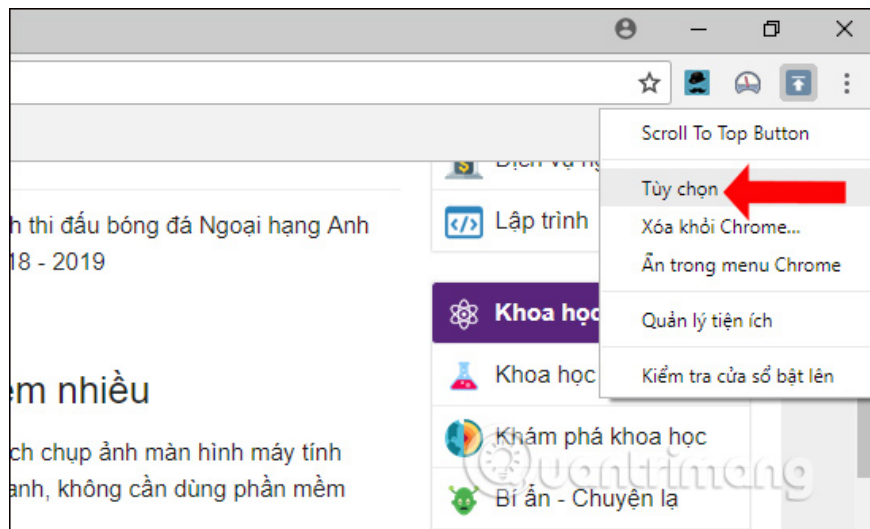 Scroll To Top Button
Tùy chọn
Xóa khỏi Chrome...
Ẩn trong menu Chrome
Quản lý tiện ích
Kiểm tra cửa sổ bật lên
h thi đấu bóng đá Ngoại hạng Anh
18 - 2019
em nhiều
ch chụp ảnh màn hình máy tính
anh, không cần dùng phần mềm
Dịch vụ
Lập trình
Khoa học
Khoa học
Khám phá khoa học
Bí ẩn - Chuyện lạ
Quantrimang